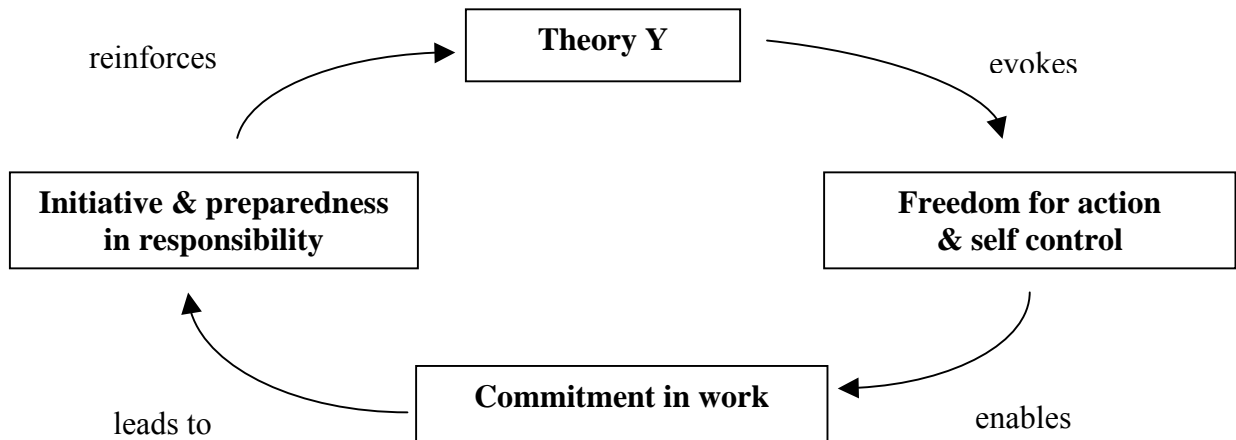 Theory Y
reinforces
evokes
Initiative & preparedness
in responsibility
Freedom for action
& self control
Commitment in work
leads to
enables